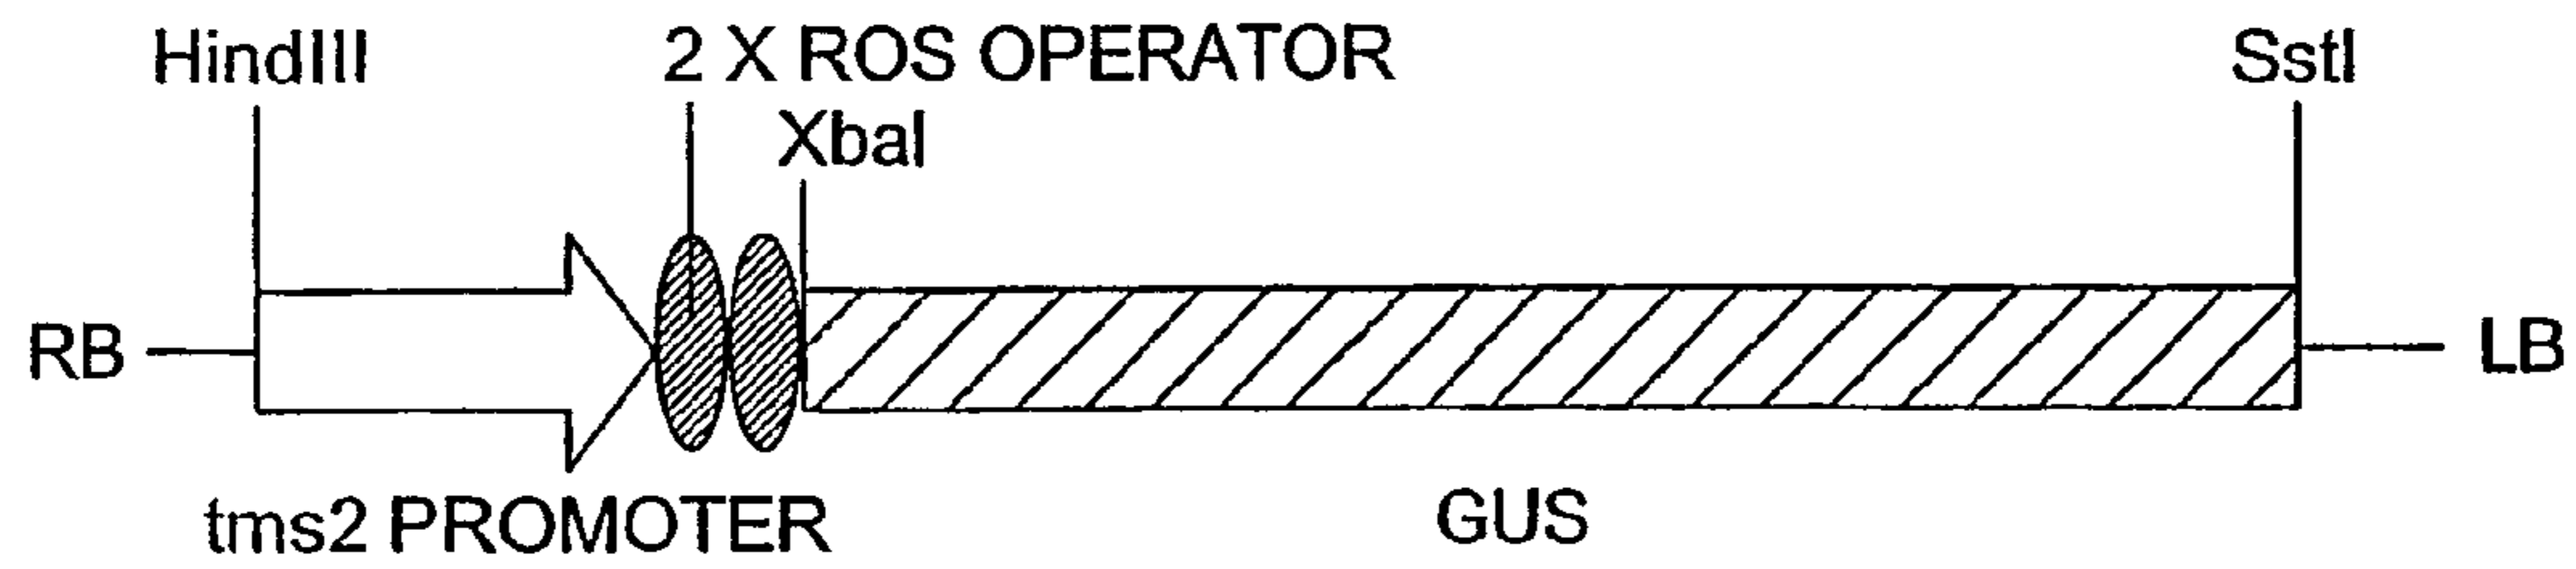 HindIII
2 X ROS OPERATOR
SstI
XbaI
RB
LB
tms2 PROMOTER
GUS